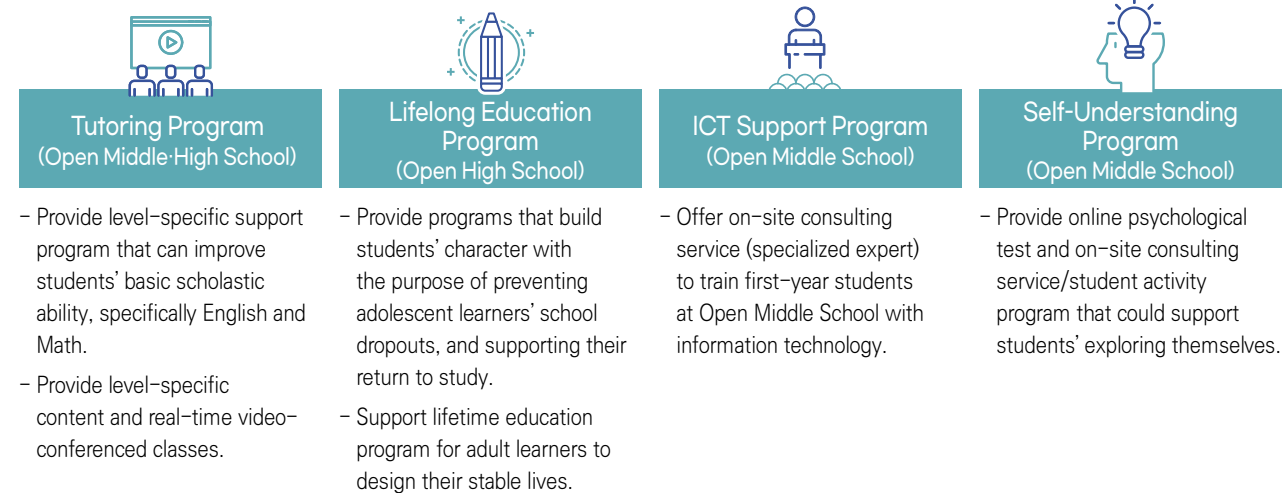 Tutoring Program
(Open Middle·High School)
– Provide level-specific support
program that can improve
students’ basic scholastic
ability, specifically English and
Math.
– Provide level-specific
content and real-time video-
conferenced classes.
Lifelong Education
Program
(Open High School)
– Provide programs that build
students’ character with
the purpose of preventing
adolescent learners’ school
dropouts, and supporting their
return to study.
– Support lifetime education
program for adult learners to
design their stable lives.
ICT Support Program
(Open Middle School)
– Offer on-site consulting
service (specialized expert)
to train first-year students
at Open Middle School with
information technology.
Self-Understanding
Program
(Open Middle School)
– Provide online psychological
test and on-site consulting
service/student activity
program that could support
students’ exploring themselves.